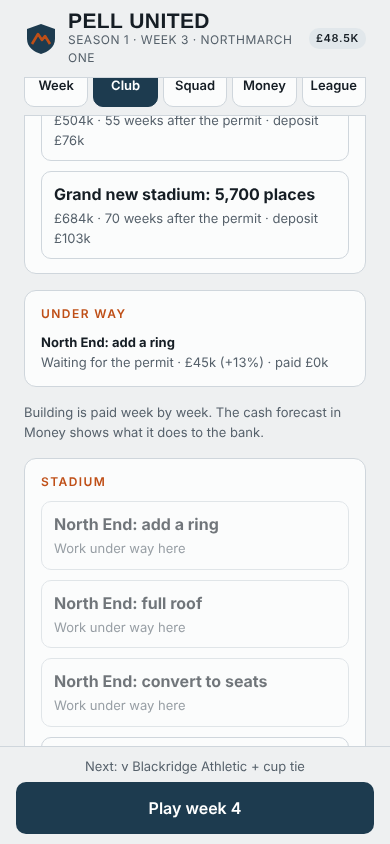 PELL UNITED
SEASON 1 · WEEK 3 · NORTHMARCH
ONE
£48.5K
Week
Club
Squad
Money
League
£504k · 55 weeks after the permit · deposit
£76k
Grand new stadium: 5,700 places
£684k · 70 weeks after the permit · deposit
£103k
UNDER WAY
North End: add a ring
Waiting for the permit · £45k (+13%) · paid £0k
Building is paid week by week. The cash forecast in
Money shows what it does to the bank.
STADIUM
North End: add a ring
Work under way here
North End: full roof
Work under way here
North End: convert to seats
Work under way here
Next: v Blackridge Athletic + cup tie
Play week 4